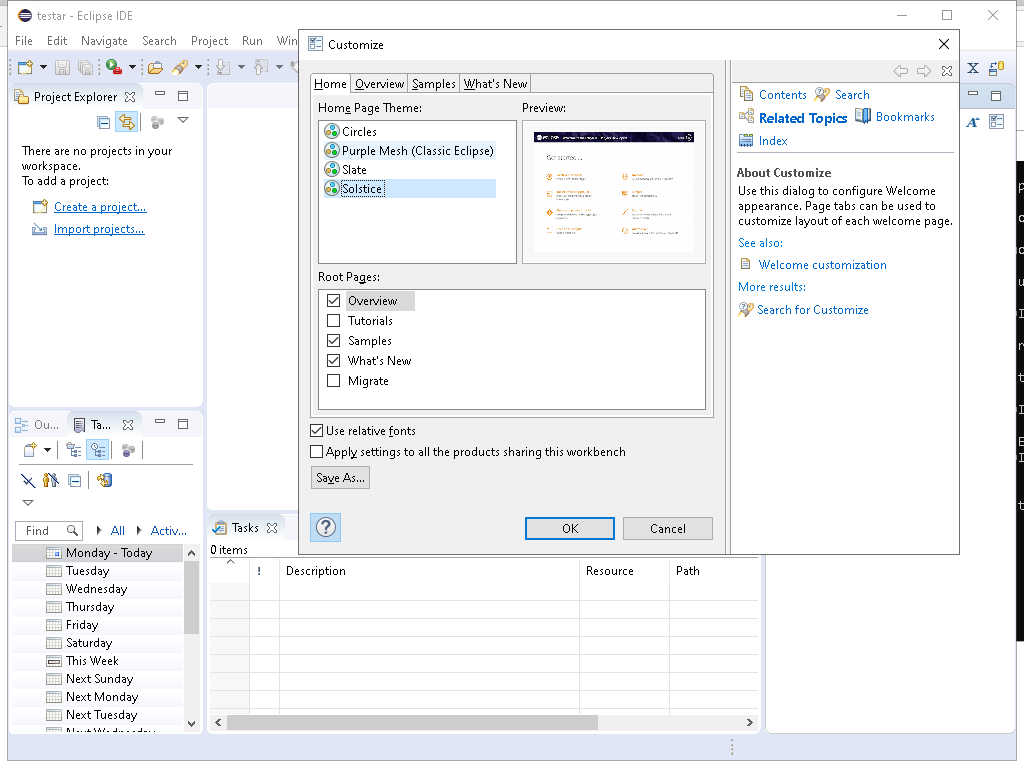 testar - Eclipse IDE
File Edit Navigate Search Project Run Win
Project Explorer
There are no projects in your
workspace.
To add a project:
Create a project...
Import projects...
Ou...
Ta...
Find
All
Activ...
Monday - Today
Tuesday
Wednesday
Thursday
Friday
Saturday
This Week
Next Sunday
Next Monday
Next Tuesday
Next Wednesday
Customize
Home Overview Samples What's New
Home Page Theme:
Circles
Purple Mesh (Classic Eclipse)
Slate
Solstice
Preview:
Get started...
Root Pages:
Overview
Tutorials
Samples
What's New
Migrate
Use relative fonts
Apply settings to all the products sharing this workbench
Save As...
OK
Cancel
Contents
Search
Related Topics
Bookmarks
Index
About Customize
Use this dialog to configure Welcome
appearance. Page tabs can be used to
customize layout of each welcome page.
See also:
Welcome customization
More results:
Search for Customize
Tasks
0 items
! Description Resource Path